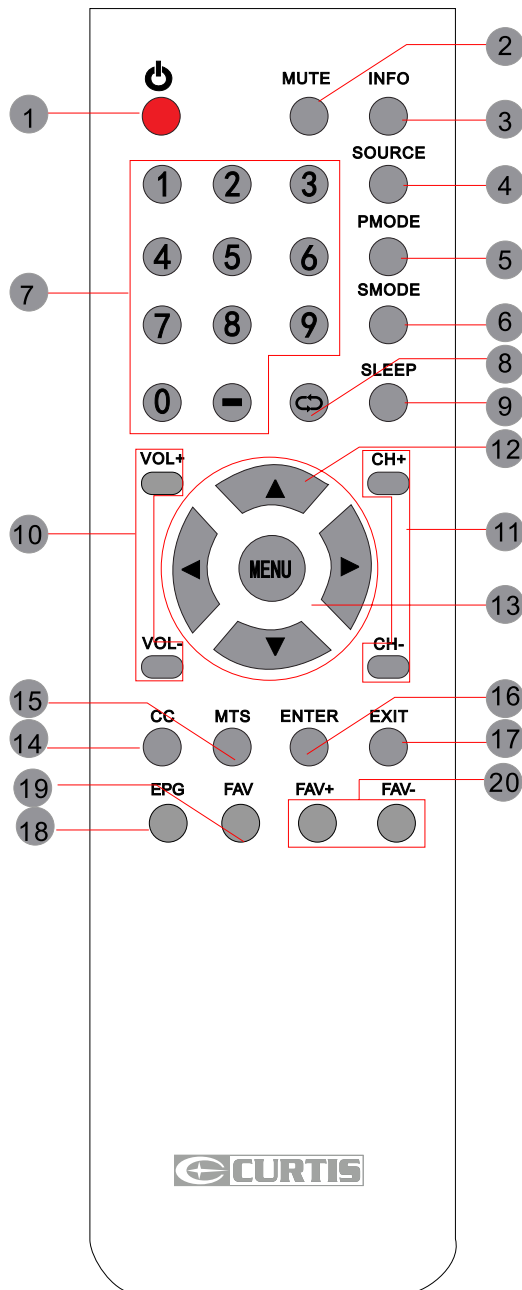 2
MUTE INFO
1
3
SOURCE
1 2 3
4
PMODE
4 5 6
5
7
SMODE
7 8 9
6
8
SLEEP
0 -
9
12
VOL+ CH+
10
11
MENU
13
VOL- CH-
15
16
CC MTS ENTER EXIT
14
17
19
20
EPG FAV FAV+ FAV-
18
CURTIS